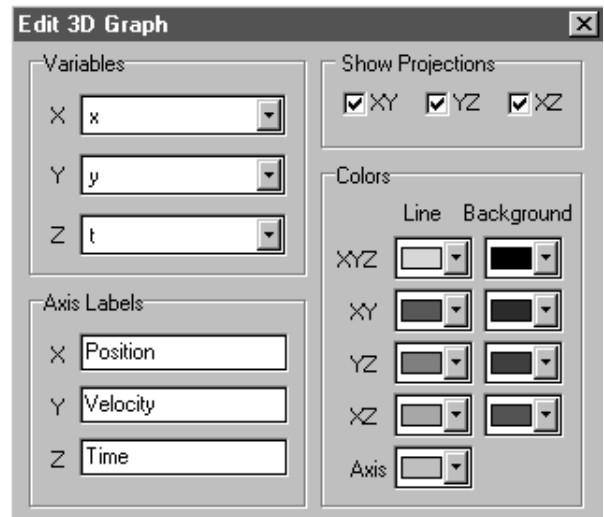 Edit 3D Graph
Variables
X x
Y y
Z t
Axis Labels
X Position
Y Velocity
Z Time
Show Projections
XY YZ XZ
Colors
Line Background
XYZ
XY
YZ
XZ
Axis